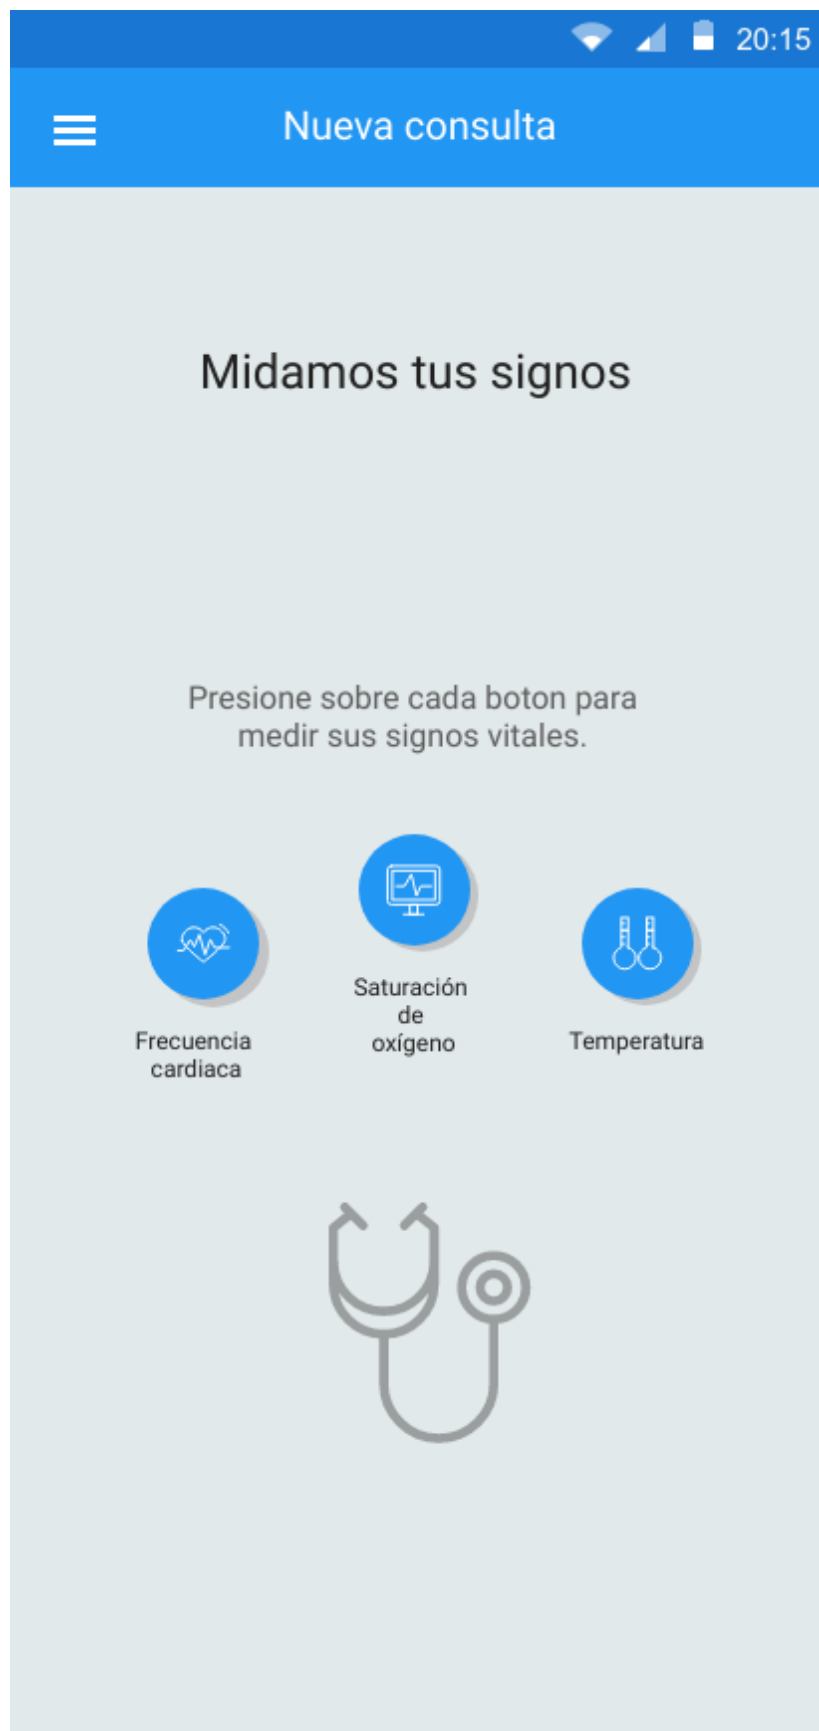 20:15
Nueva consulta
Midamos tus signos
Presione sobre cada boton para
medir sus signos vitales.
Frecuencia
cardiaca
Saturación
de
oxígeno
Temperatura